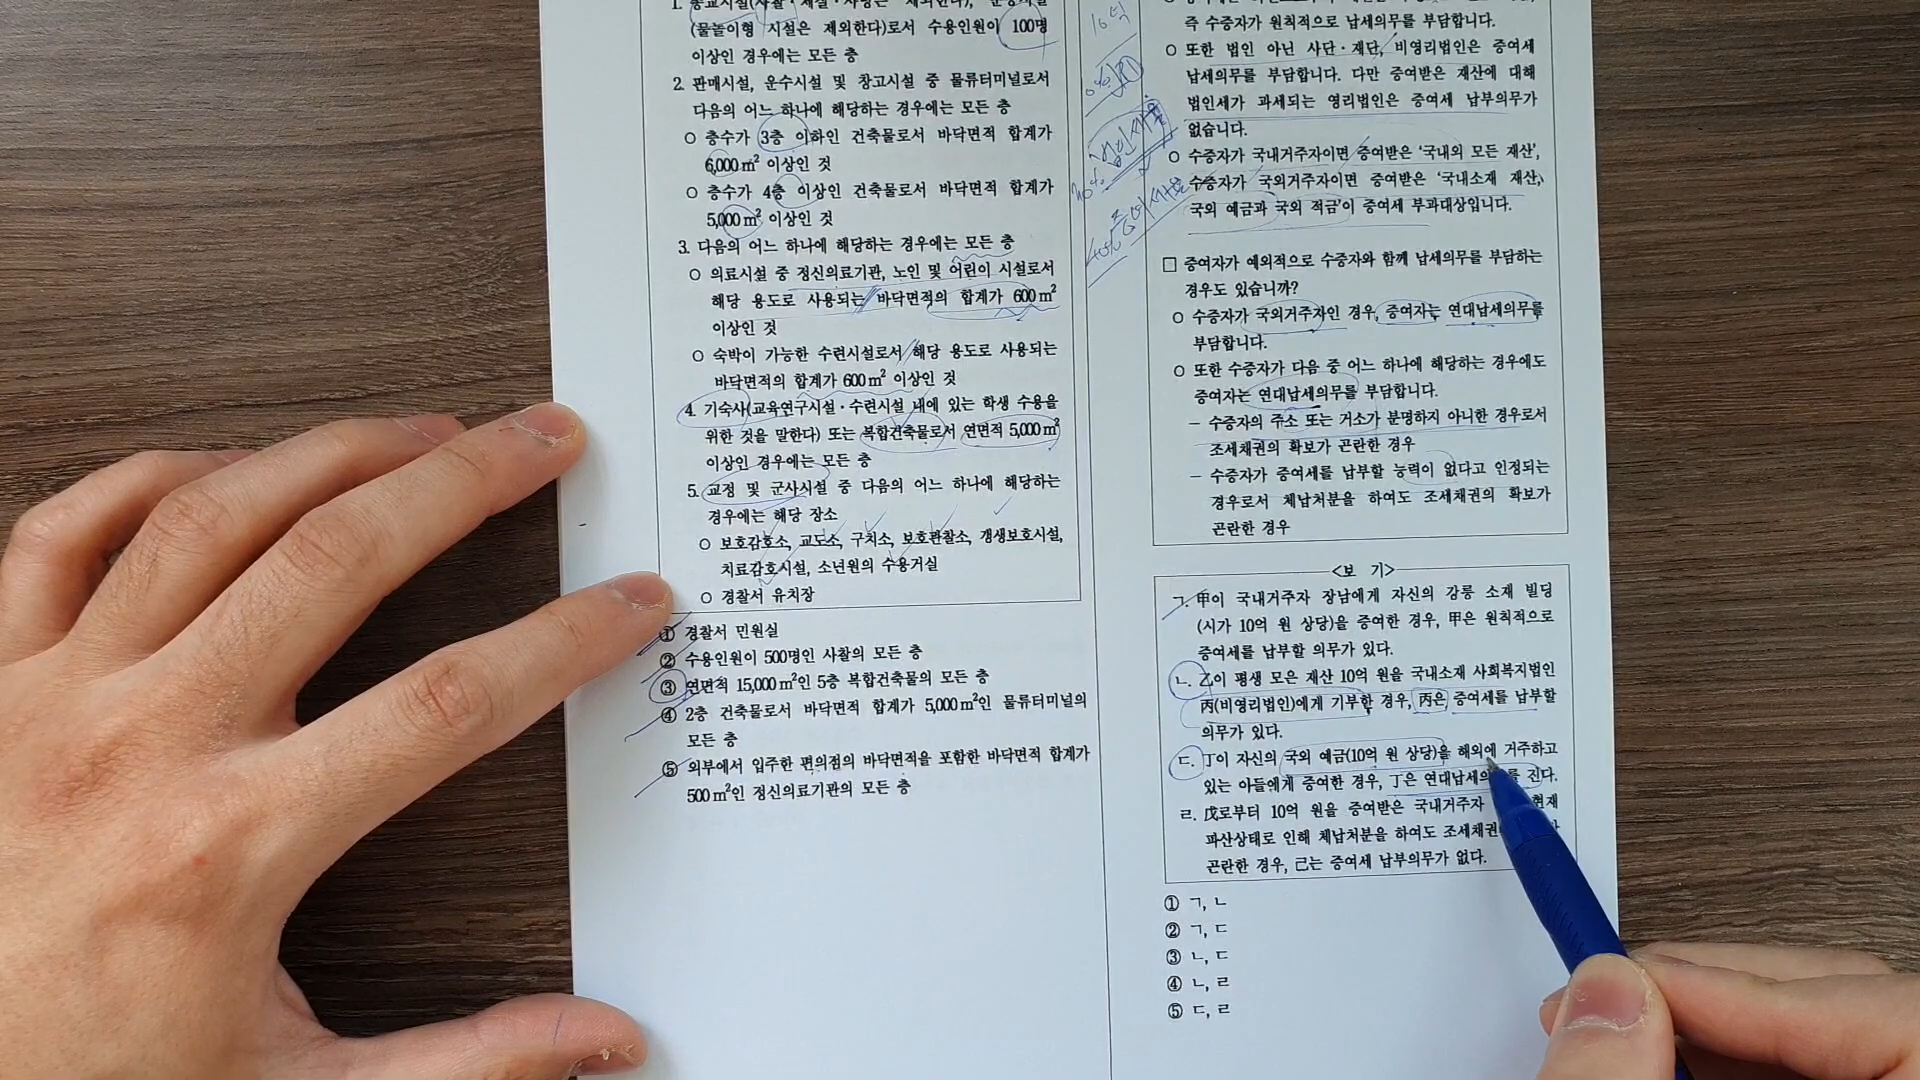 (물놀이형 시설은 제외한다)로서 수용인원이 100명
이상인 경우에는 모든 층
2. 판매시설, 운수시설 및 창고시설 중 물류터미널로서
다음의 어느 하나에 해당하는 경우에는 모든 층
○ 층수가 3층 이하인 건축물로서 바닥면적 합계가
6,000㎡ 이상인 것
○ 층수가 4층 이상인 건축물로서 바닥면적 합계가
5,000㎡ 이상인 것
3. 다음의 어느 하나에 해당하는 경우에는 모든 층
○ 의료시설 중 정신의료기관, 노인 및 어린이 시설로서
해당 용도로 사용되는 바닥면적의 합계가 600㎡
이상인 것
○ 숙박이 가능한 수련시설로서 해당 용도로 사용되는
바닥면적의 합계가 600㎡ 이상인 것
4. 기숙사(교육연구시설·수련시설 내에 있는 학생 수용을
위한 것을 말한다) 또는 복합건축물로서 연면적 5,000㎡
이상인 경우에는 모든 층
5. 교정 및 군사시설 중 다음의 어느 하나에 해당하는
경우에는 해당 장소
○ 보호감호소, 교도소, 구치소, 보호관찰소, 갱생보호시설,
치료감호시설, 소년원의 수용거실
○ 경찰서 유치장
① 경찰서 민원실
② 수용인원이 500명인 사찰의 모든 층
③ 연면적 15,000㎡인 5층 복합건축물의 모든 층
④ 2층 건축물로서 바닥면적 합계가 5,000㎡인 물류터미널의
모든 층
⑤ 외부에서 입주한 편의점의 바닥면적을 포함한 바닥면적 합계가
500㎡인 정신의료기관의 모든 층
10억
즉 수증자가 원칙적으로 납세의무를 부담합니다.
○ 또한 법인 아닌 사단·재단, 비영리법인은 증여세
납세의무를 부담합니다. 다만 증여받은 재산에 대해
법인세가 과세되는 영리법인은 증여세 납부의무가
없습니다.
○ 수증자가 국내거주자이면 증여받은 '국내외 모든 재산',
수증자가 국외거주자이면 증여받은 '국내소재 재산,
국외 예금과 국외 적금'이 증여세 부과대상입니다.
□ 증여자가 예외적으로 수증자와 함께 납세의무를 부담하는
경우도 있습니까?
○ 수증자가 국외거주자인 경우, 증여자는 연대납세의무를
부담합니다.
○ 또한 수증자가 다음 중 어느 하나에 해당하는 경우에도
증여자는 연대납세의무를 부담합니다.
− 수증자의 주소 또는 거소가 분명하지 아니한 경우로서
조세채권의 확보가 곤란한 경우
− 수증자가 증여세를 납부할 능력이 없다고 인정되는
경우로서 체납처분을 하여도 조세채권의 확보가
곤란한 경우
<보 기>
ㄱ. 甲이 국내거주자 장남에게 자신의 강릉 소재 빌딩
(시가 10억 원 상당)을 증여한 경우, 甲은 원칙적으로
증여세를 납부할 의무가 있다.
ㄴ. 乙이 평생 모은 재산 10억 원을 국내소재 사회복지법인
丙(비영리법인)에게 기부한 경우, 丙은 증여세를 납부할
의무가 있다.
ㄷ. 丁이 자신의 국외 예금(10억 원 상당)을 해외에 거주하고
있는 아들에게 증여한 경우, 丁은 연대납세의 를 진다.
ㄹ. 戊로부터 10억 원을 증여받은 국내거주자 현재
파산상태로 인해 체납처분을 하여도 조세채권
곤란한 경우, 己는 증여세 납부의무가 없다.
① ㄱ, ㄴ
② ㄱ, ㄷ
③ ㄴ, ㄷ
④ ㄴ, ㄹ
⑤ ㄷ, ㄹ